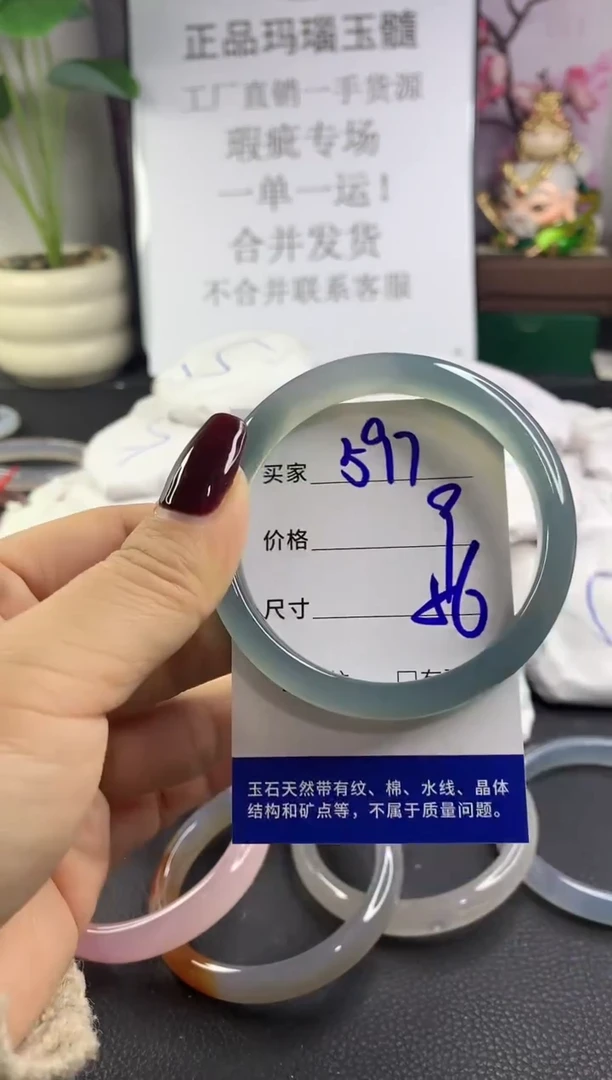 正品玛瑙玉髓
工厂直销一手货源
瑕疵专场
一单一运!
合并发货
不合并联系客服
买家 597
价格
尺寸
玉石天然带有纹、棉、水线、晶体
结构和矿点等，不属于质量问题。